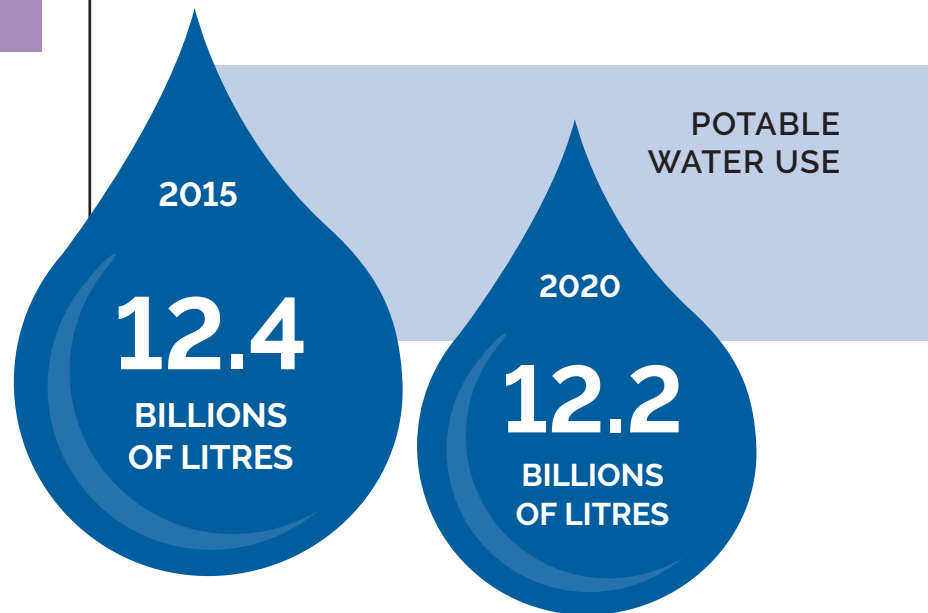 POTABLE
WATER USE
2015
12.4
BILLIONS
OF LITRES
2020
12.2
BILLIONS
OF LITRES